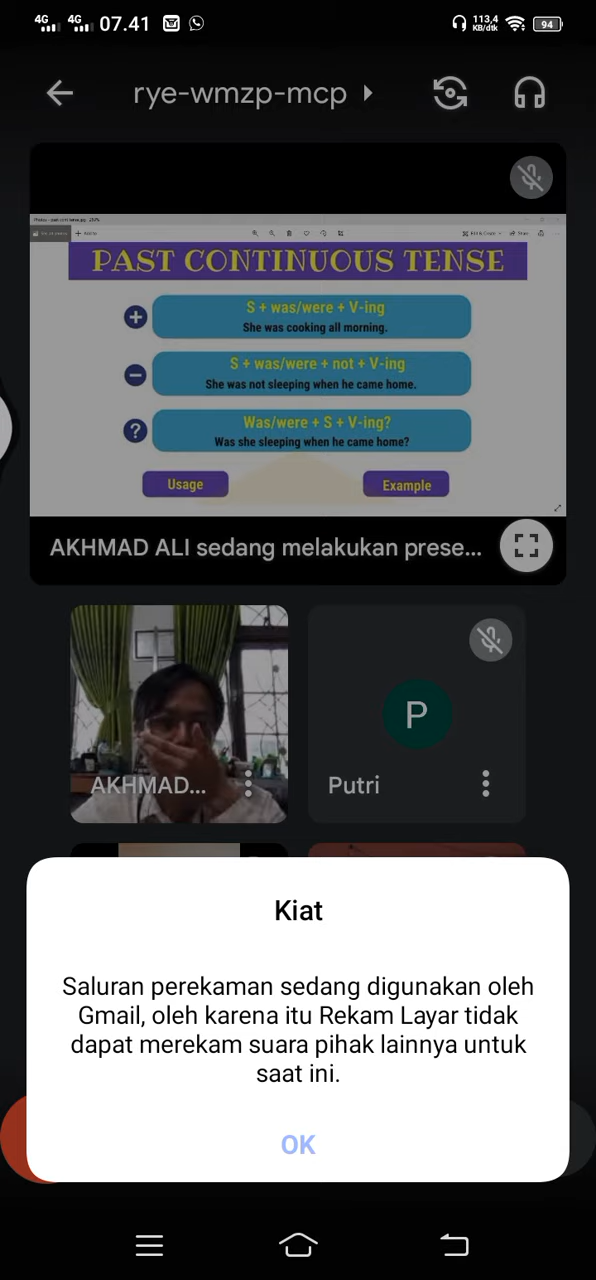 4G 4G 07.41 113,4 KB/dtk 94
rye-wmzp-mcp
PAST CONTINUOUS TENSE
+ S + was/were + V-ing
She was cooking all morning.
− S + was/were + not + V-ing
She was not sleeping when he came home.
? Was/were + S + V-ing?
Was she sleeping when he came home?
Usage Example
AKHMAD ALI sedang melakukan prese...
P
AKHMAD... Putri
Kiat
Saluran perekaman sedang digunakan oleh
Gmail, oleh karena itu Rekam Layar tidak
dapat merekam suara pihak lainnya untuk
saat ini.
OK